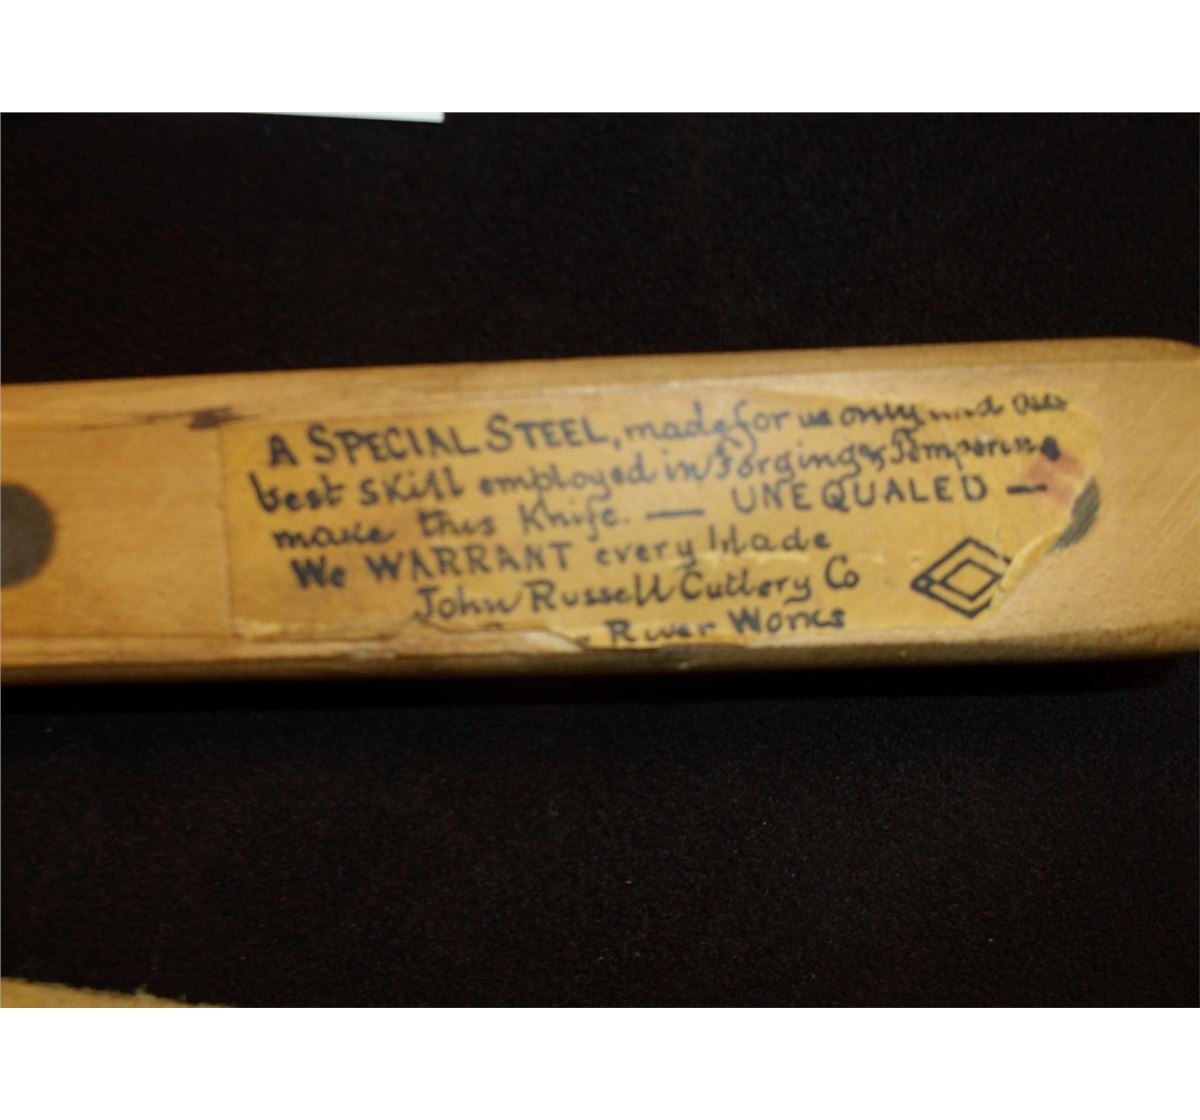 A SPECIAL STEEL, made for us only and our
best skill employed in Forging & Tempering
make this Knife. — UNEQUALED —
We WARRANT every blade
John Russell Cutlery Co
River Works